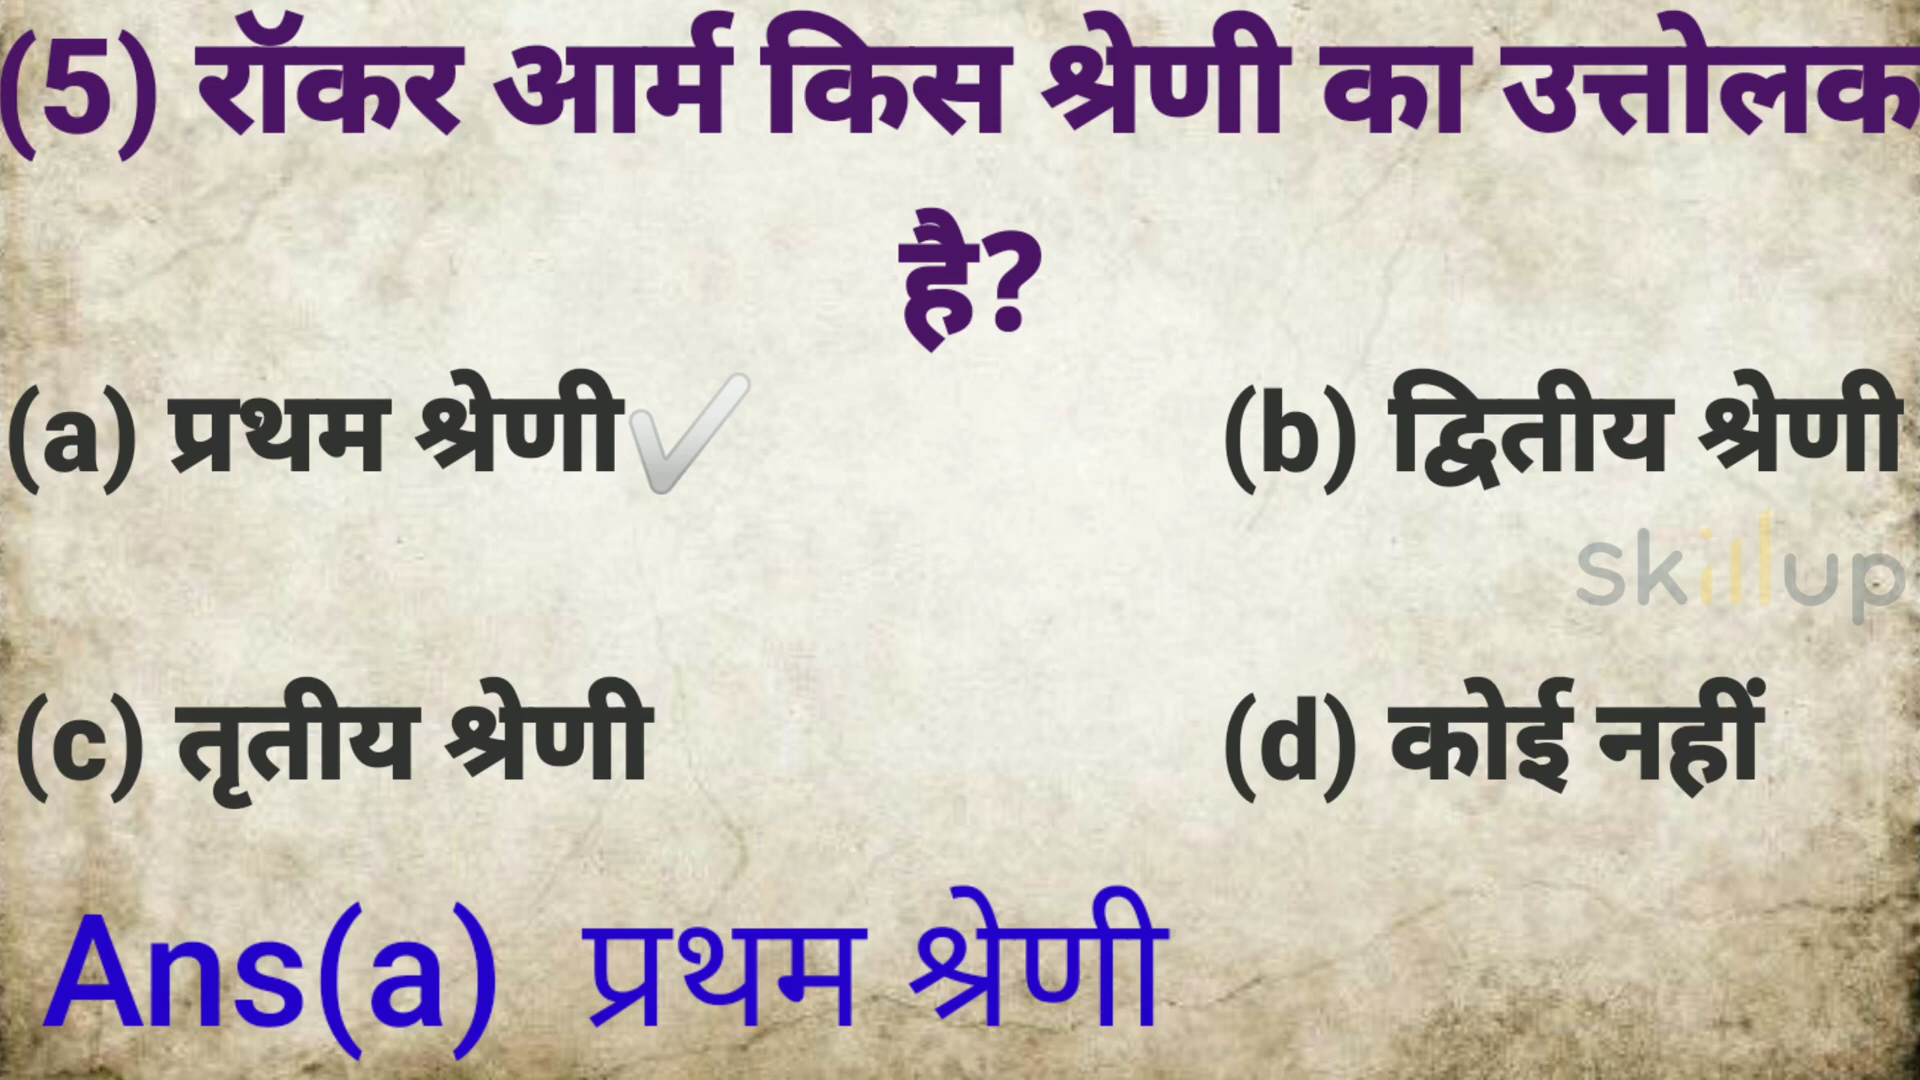 (5) रॉकर आर्म किस श्रेणी का उत्तोलक
है?
(a) प्रथम श्रेणी✔ (b) द्वितीय श्रेणी
skillup
(c) तृतीय श्रेणी (d) कोई नहीं
Ans(a) प्रथम श्रेणी